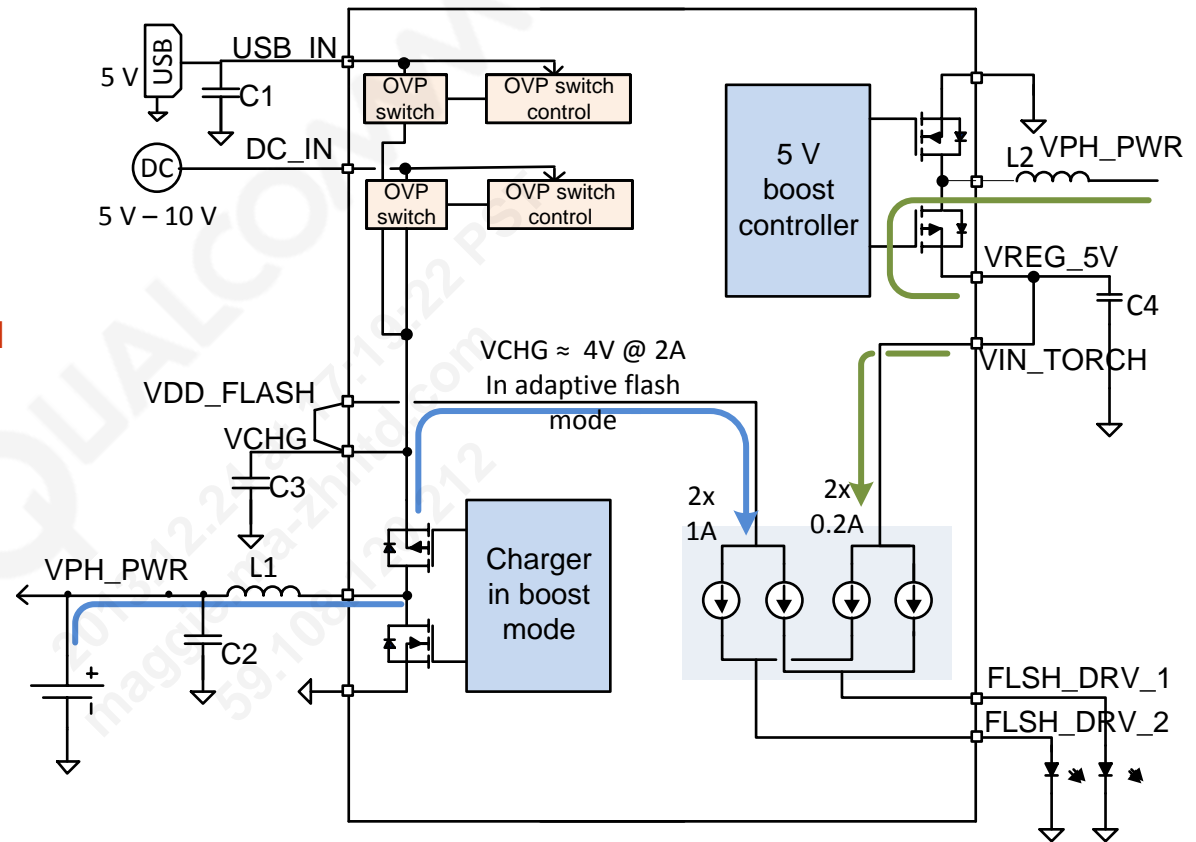 USB_IN
5 V
USB
C1
OVP
switch
OVP switch
control
DC_IN
DC
5 V – 10 V
OVP
switch
OVP switch
control
5 V
boost
controller
L2
VPH_PWR
VREG_5V
C4
VIN_TORCH
VCHG ≈ 4V @ 2A
In adaptive flash
mode
VDD_FLASH
VCHG
C3
2x
1A
2x
0.2A
VPH_PWR
L1
C2
+
Charger
in boost
mode
FLSH_DRV_1
FLSH_DRV_2